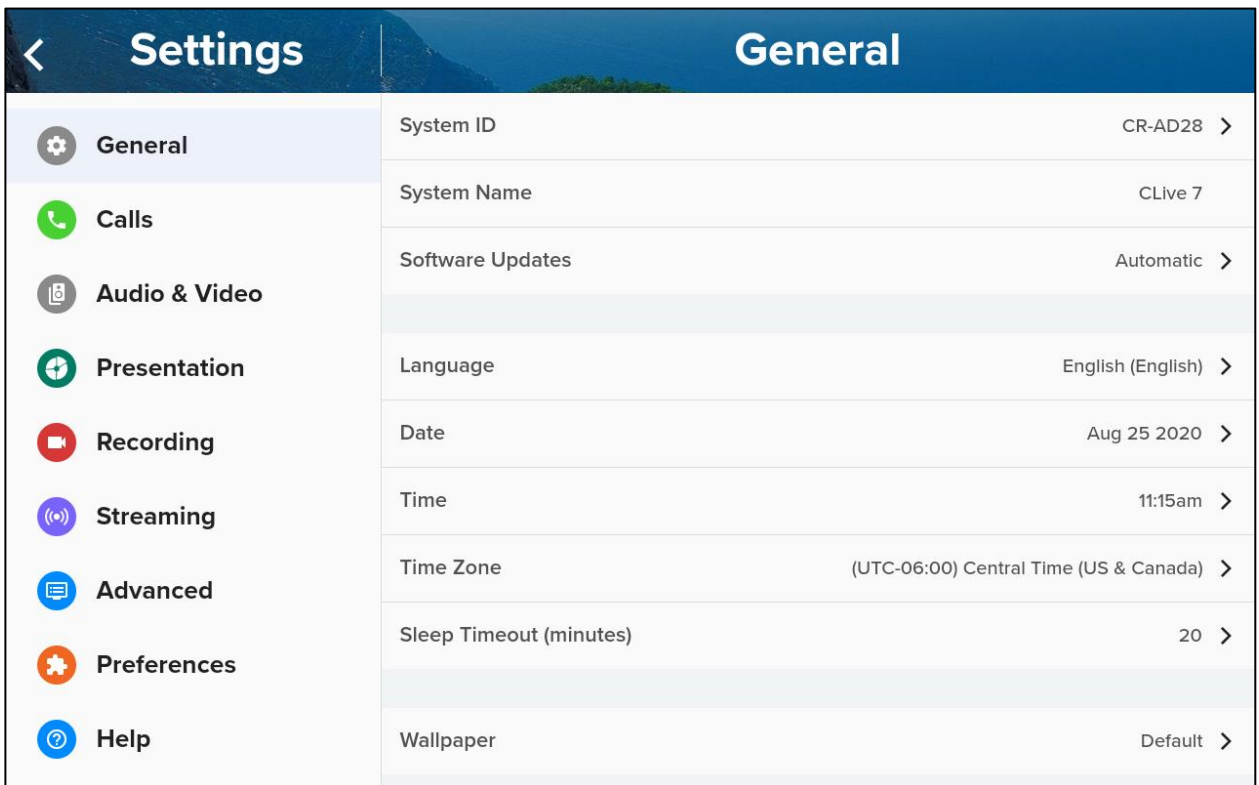 Settings
General
General
Calls
Audio & Video
Presentation
Recording
Streaming
Advanced
Preferences
Help
System ID CR-AD28
System Name CLive 7
Software Updates Automatic
Language English (English)
Date Aug 25 2020
Time 11:15am
Time Zone (UTC-06:00) Central Time (US & Canada)
Sleep Timeout (minutes) 20
Wallpaper Default